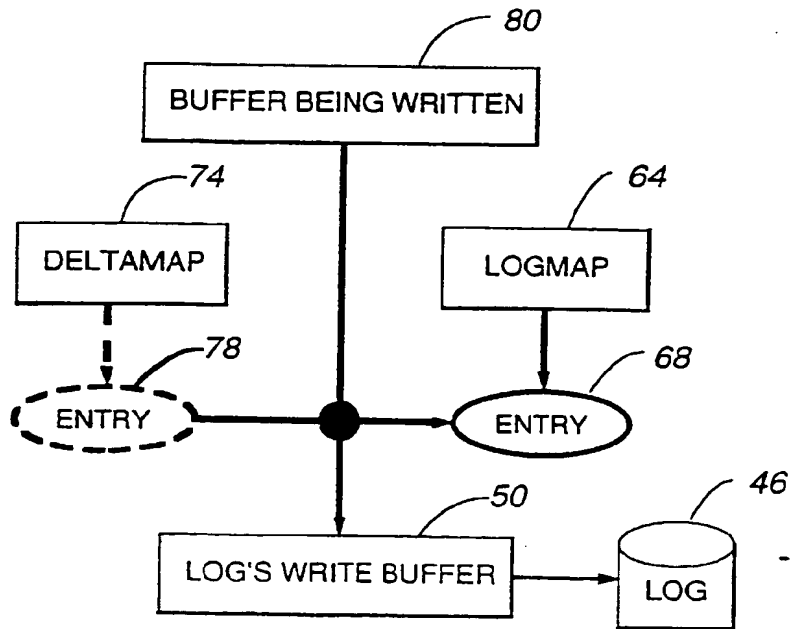 80
BUFFER BEING WRITTEN
74
64
DELTAMAP
LOGMAP
78
68
ENTRY
ENTRY
50
46
LOG'S WRITE BUFFER
LOG